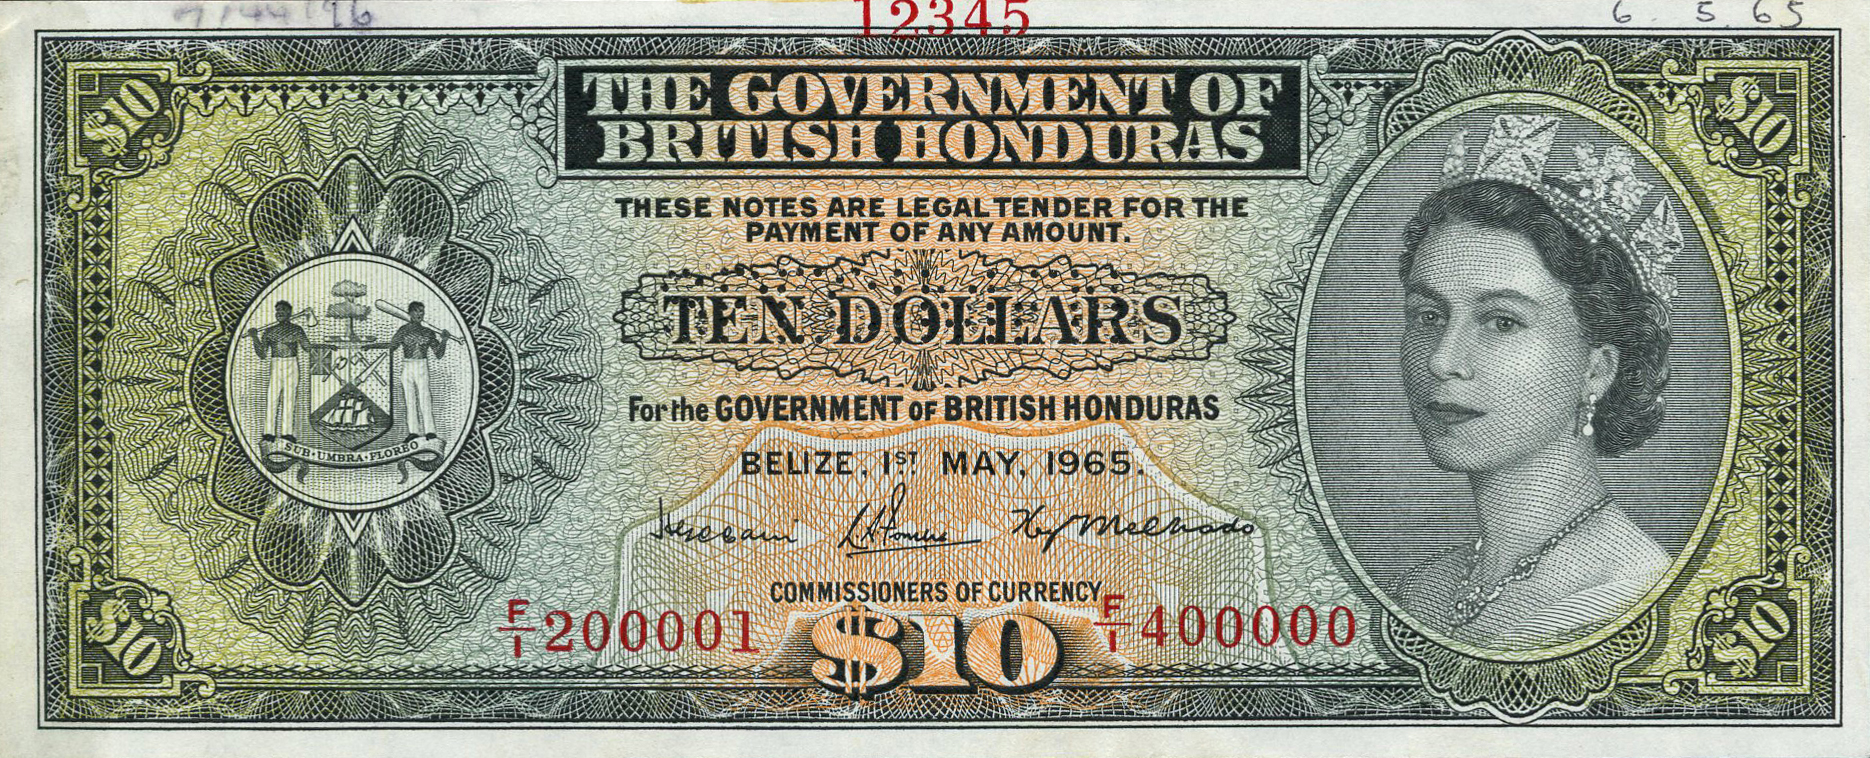 12345
6. 5. 65
$10
$10
THE GOVERNMENT OF
BRITISH HONDURAS
THESE NOTES ARE LEGAL TENDER FOR THE
PAYMENT OF ANY AMOUNT.
TEN DOLLARS
For the GOVERNMENT OF BRITISH HONDURAS
SUB·UMBRA·FLOREO
BELIZE, 1ST MAY, 1965.
COMMISSIONERS OF CURRENCY
F/1 200001
F/1 400000
$10
$10
$10